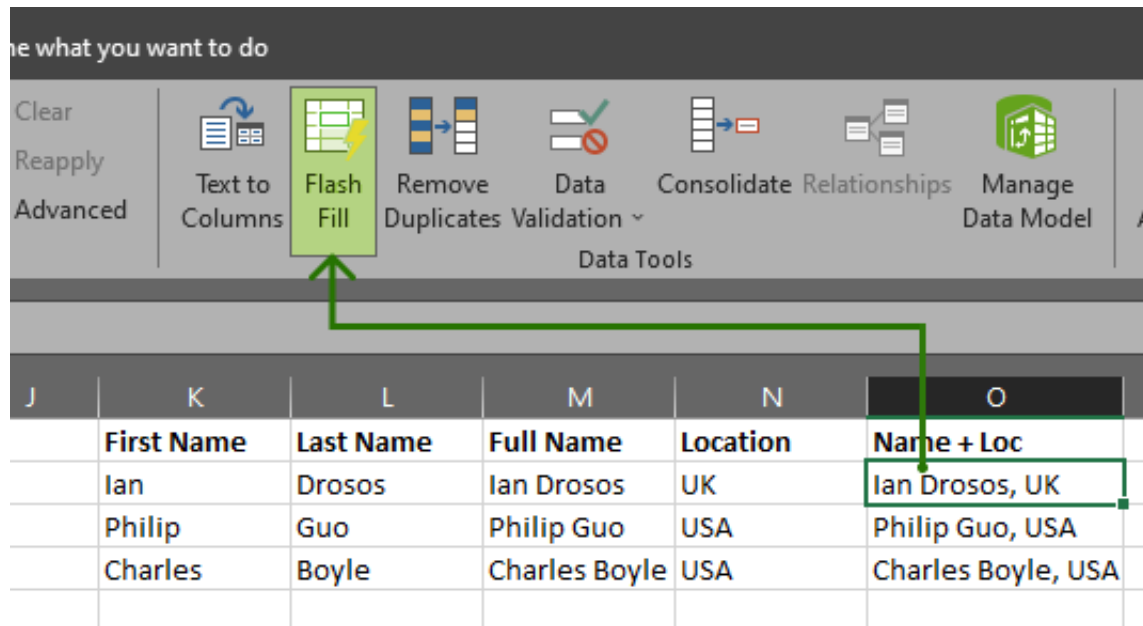 me what you want to do
Clear
Reapply
Advanced
Text to Columns
Flash Fill
Remove Duplicates
Data Validation
Consolidate
Relationships
Manage Data Model
Data Tools
J K L M N O
First Name Last Name Full Name Location Name + Loc
Ian Drosos Ian Drosos UK Ian Drosos, UK
Philip Guo Philip Guo USA Philip Guo, USA
Charles Boyle Charles Boyle USA Charles Boyle, USA